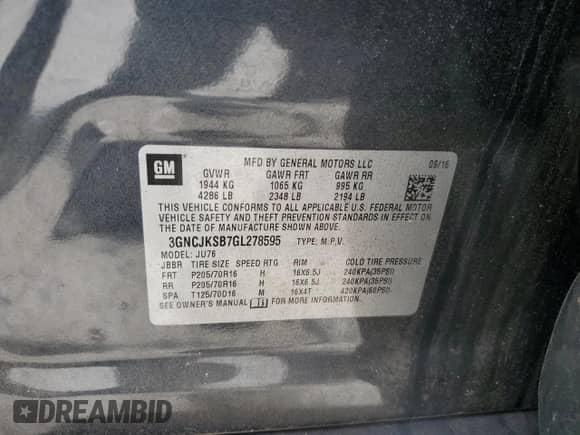 GM
MFD BY GENERAL MOTORS LLC 09/16
GVWR GAWR FRT GAWR RR
1944 KG 1065 KG 995 KG
4286 LB 2348 LB 2194 LB
THIS VEHICLE CONFORMS TO ALL APPLICABLE U.S. FEDERAL MOTOR
VEHICLE SAFETY AND THEFT PREVENTION STANDARDS IN EFFECT ON
THE DATE OF MANUFACTURE SHOWN ABOVE.
3GNCJKSB7GL278595 TYPE: M.P.V.
MODEL: JU76
JBBR TIRE SIZE SPEED RTG RIM COLD TIRE PRESSURE
FRT P205/70R16 H 16X6.5J 240KPA(35PSI)
RR P205/70R16 H 16X6.5J 240KPA(35PSI)
SPA T125/70D16 M 16X4T 420KPA(60PSI)
SEE OWNER'S MANUAL FOR MORE INFORMATION.
DREAMBID